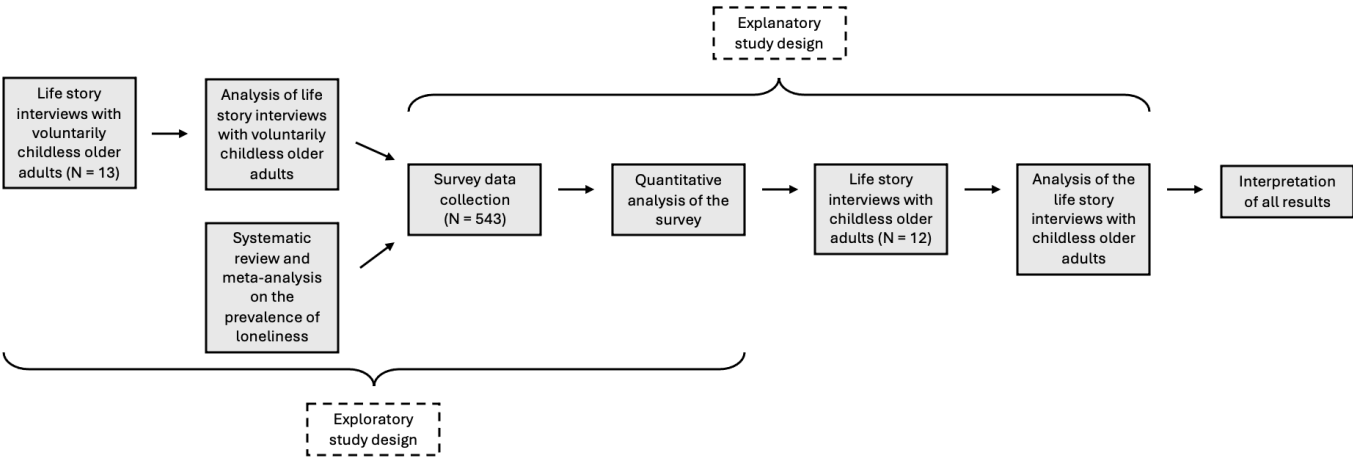 Explanatory
study design
Life story
interviews with
voluntarily
childless older
adults (N = 13)
Analysis of life
story interviews
with voluntarily
childless older
adults
Systematic
review and
meta-analysis
on the
prevalence of
loneliness
Survey data
collection
(N = 543)
Quantitative
analysis of the
survey
Life story
interviews with
childless older
adults (N = 12)
Analysis of the
life story
interviews with
childless older
adults
Interpretation
of all results
Exploratory
study design